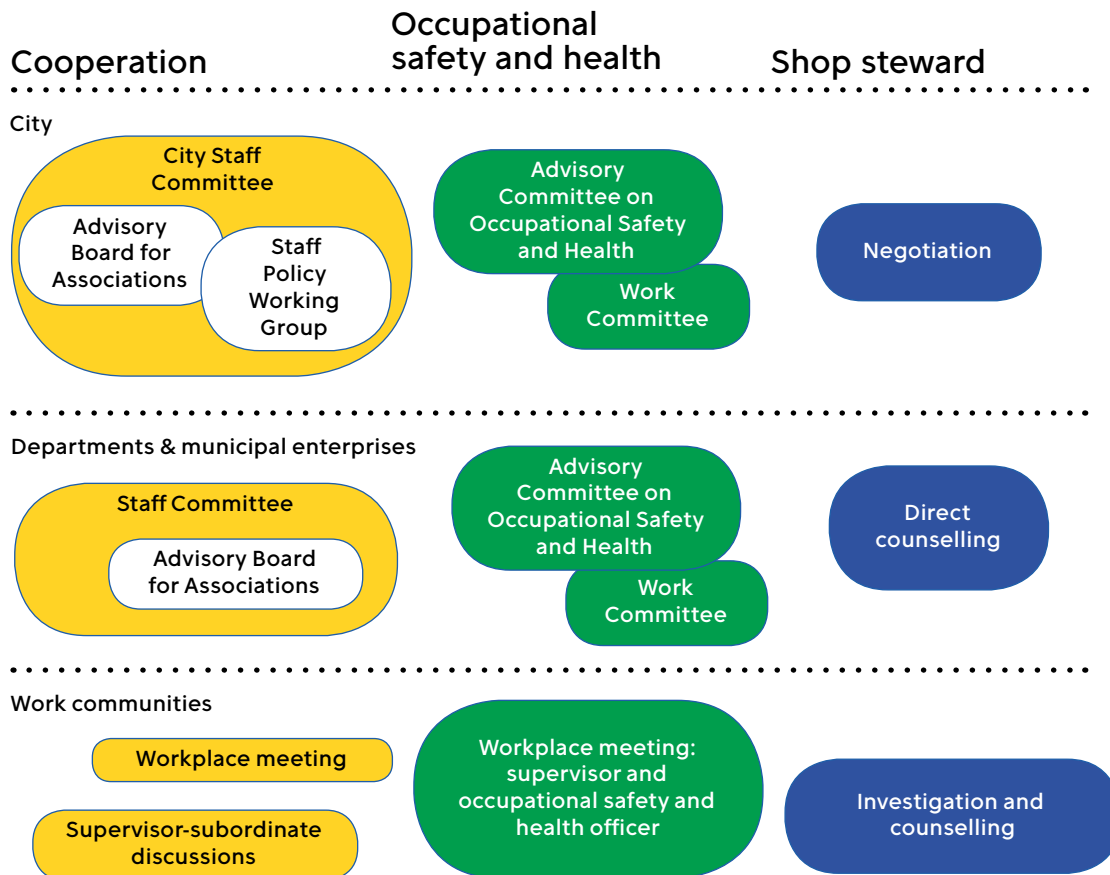 Cooperation
Occupational
safety and health
Shop steward
City
City Staff
Committee
Advisory
Board for
Associations
Staff
Policy
Working
Group
Advisory
Committee on
Occupational Safety
and Health
Work
Committee
Negotiation
Departments & municipal enterprises
Staff Committee
Advisory Board
for Associations
Advisory
Committee on
Occupational Safety
and Health
Work
Committee
Direct
counselling
Work communities
Workplace meeting
Supervisor-subordinate
discussions
Workplace meeting:
supervisor and
occupational safety and
health officer
Investigation and
counselling